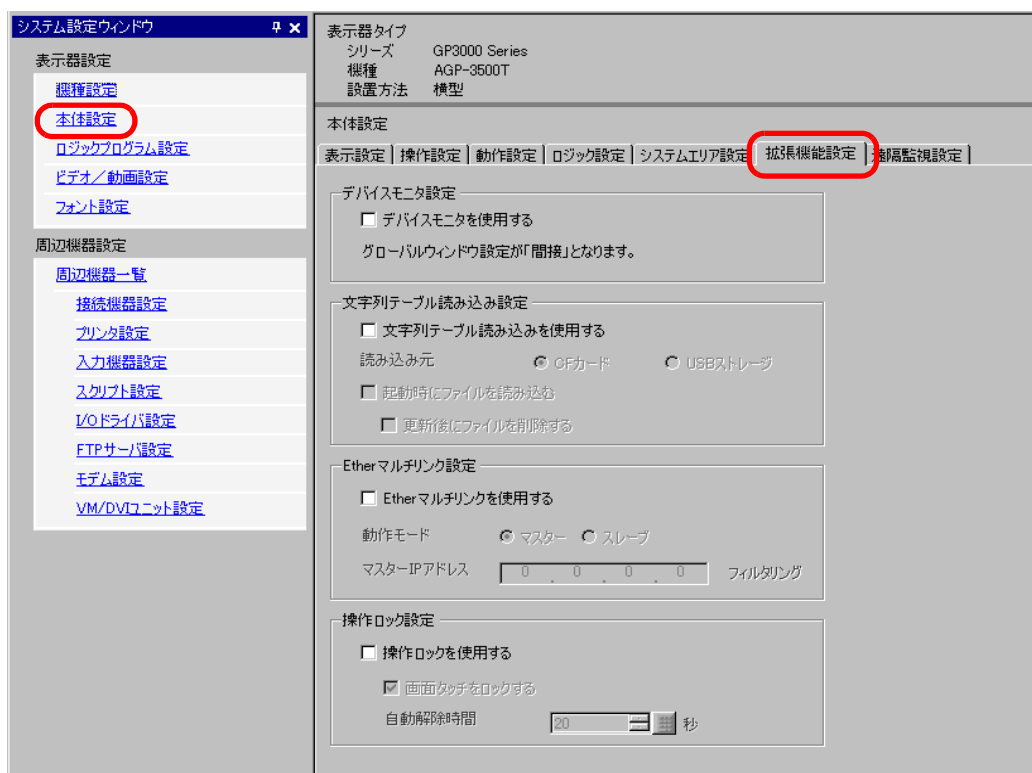 システム設定ウィンドウ
表示器設定
機種設定
本体設定
ロジックプログラム設定
ビデオ／動画設定
フォント設定
周辺機器設定
周辺機器一覧
接続機器設定
プリンタ設定
入力機器設定
スクリプト設定
I/Oドライバ設定
FTPサーバ設定
モデム設定
VM/DVIユニット設定
表示器タイプ
シリーズ GP3000 Series
機種 AGP-3500T
設置方法 横型
本体設定
表示設定 操作設定 動作設定 ロジック設定 システムエリア設定 拡張機能設定 遠隔監視設定
デバイスモニタ設定
デバイスモニタを使用する
グローバルウィンドウ設定が「間接」となります。
文字列テーブル読み込み設定
文字列テーブル読み込みを使用する
読み込み元 CFカード USBストレージ
起動時にファイルを読み込む
更新後にファイルを削除する
Etherマルチリンク設定
Etherマルチリンクを使用する
動作モード マスター スレーブ
マスターIPアドレス 0 . 0 . 0 . 0 フィルタリング
操作ロック設定
操作ロックを使用する
画面タッチをロックする
自動解除時間 20 秒